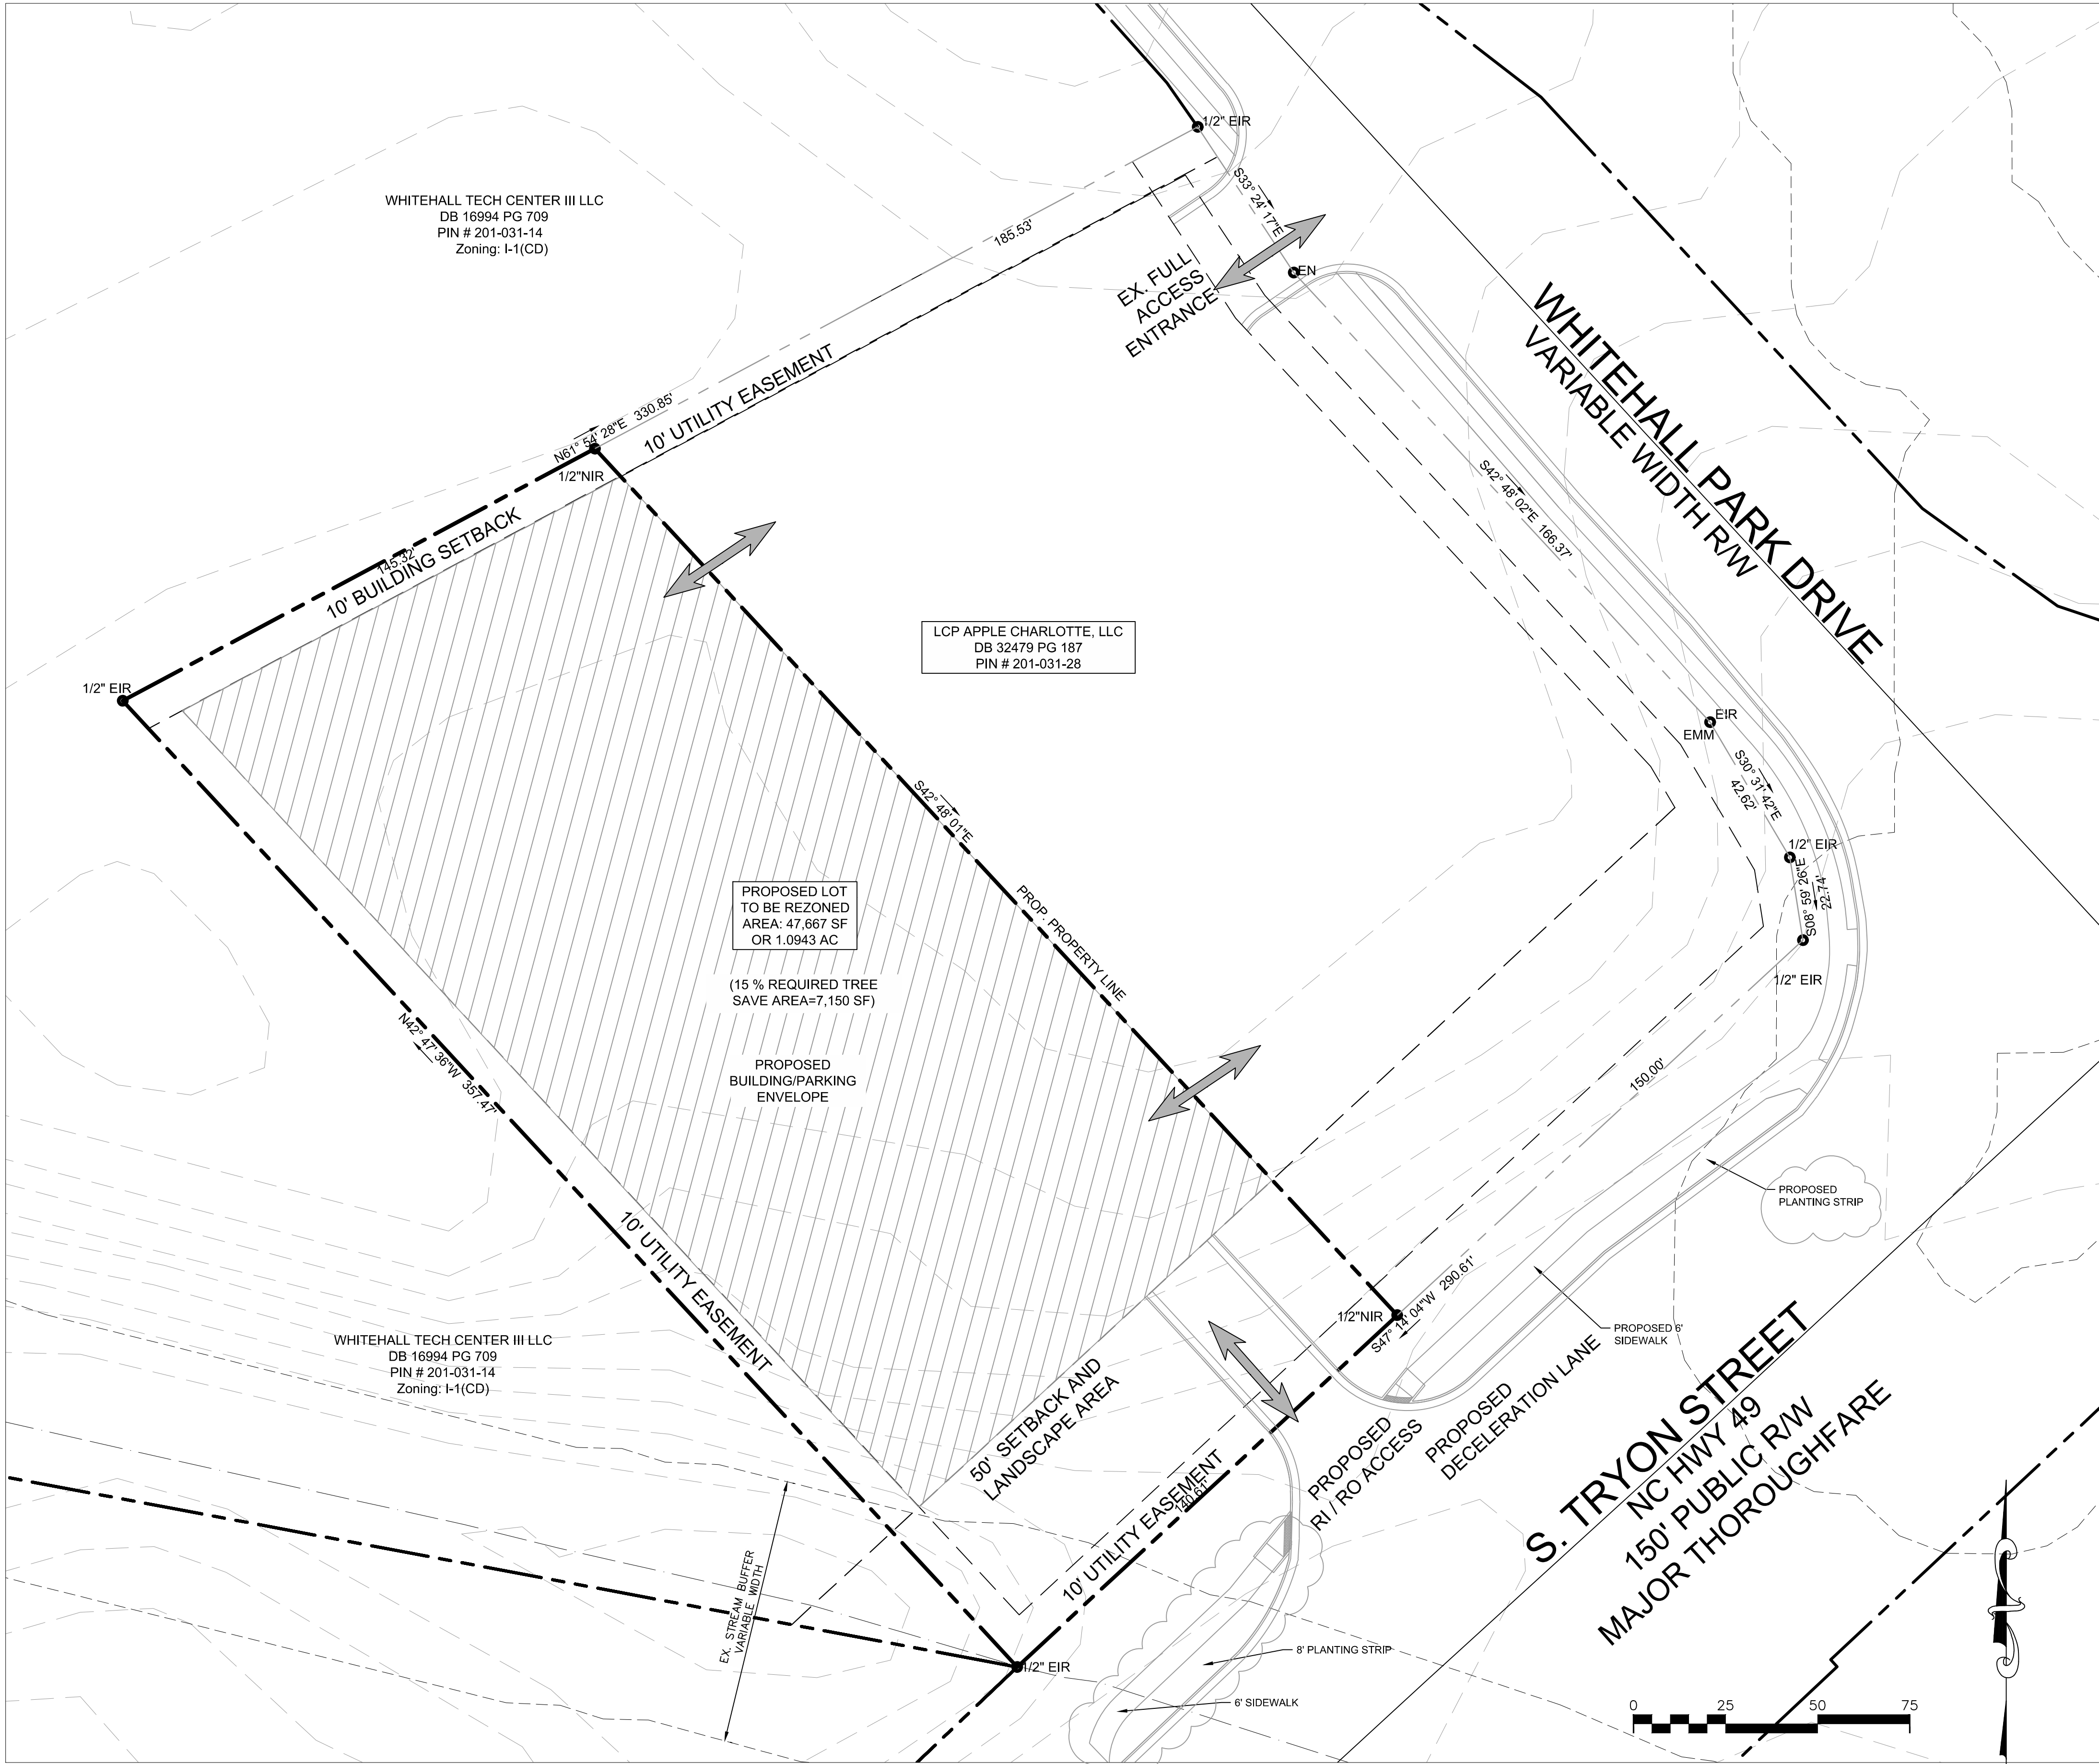 1/2" EIR
WHITEHALL TECH CENTER III LLC
DB 16994 PG 709
PIN # 201-031-14
Zoning: I-1(CD)
185.53'
S33° 24' 17"E
EN
EX. FULL
ACCESS
ENTRANCE
WHITEHALL PARK DRIVE
VARIABLE WIDTH R/W
N61° 54' 28"E 330.85'
10' UTILITY EASEMENT
1/2"NIR
S42° 48' 02"E 166.37'
145.32'
10' BUILDING SETBACK
LCP APPLE CHARLOTTE, LLC
DB 32479 PG 187
PIN # 201-031-28
1/2" EIR
EIR
EMM
S30° 31' 42"E
42.62'
S42° 48' 01"E
1/2" EIR
S08° 59' 26"E
22.74'
1/2" EIR
PROPOSED LOT
TO BE REZONED
AREA: 47,667 SF
OR 1.0943 AC
PROP. PROPERTY LINE
(15 % REQUIRED TREE
SAVE AREA=7,150 SF)
N42° 47' 36"W 357.47'
PROPOSED
BUILDING/PARKING
ENVELOPE
150.00'
PROPOSED
PLANTING STRIP
10' UTILITY EASEMENT
1/2"NIR
S47° 14' 04"W 290.61'
PROPOSED 6'
SIDEWALK
WHITEHALL TECH CENTER III LLC
DB 16994 PG 709
PIN # 201-031-14
Zoning: I-1(CD)
50' SETBACK AND
LANDSCAPE AREA
PROPOSED
RI / RO ACCESS
PROPOSED
DECELERATION LANE
S. TRYON STREET
NC HWY 49
150' PUBLIC R/W
MAJOR THOROUGHFARE
10' UTILITY EASEMENT
140.61'
EX. STREAM BUFFER
VARIABLE WIDTH
1/2" EIR
8' PLANTING STRIP
6' SIDEWALK
0 25 50 75